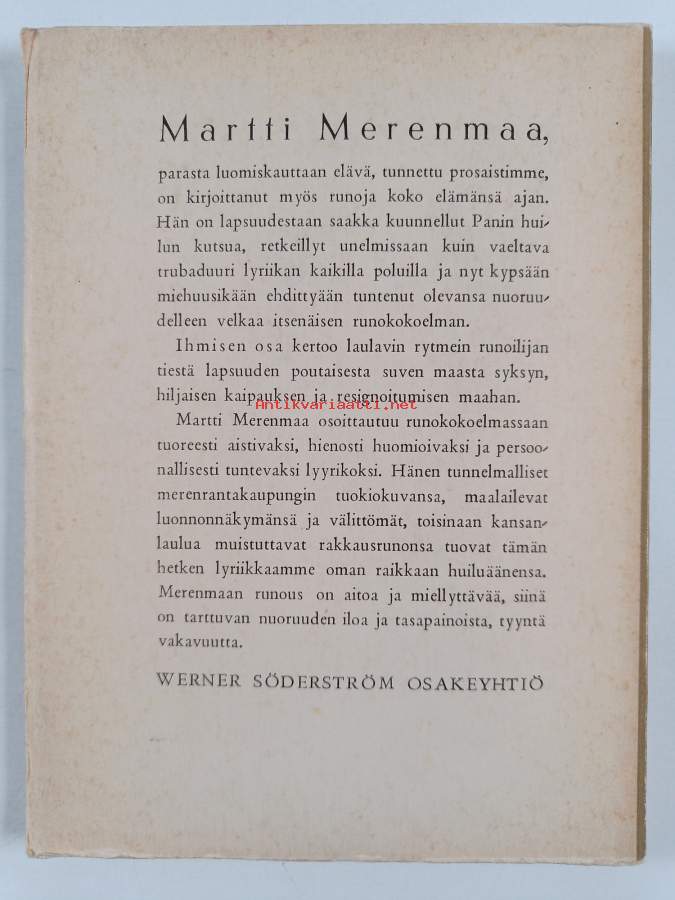 Martti Merenmaa,
parasta luomiskauttaan elävä, tunnettu prosaistimme,
on kirjoittanut myös runoja koko elämänsä ajan.
Hän on lapsuudestaan saakka kuunnellut Panin hui-
lun kutsua, retkeillyt unelmissaan kuin vaeltava
trubaduuri lyriikan kaikilla poluilla ja nyt kypsään
miehuusikään ehdittyään tuntenut olevansa nuoruu-
delleen velkaa itsenäisen runokokoelman.
Ihmisen osa kertoo laulavin rytmein runoilijan
tiestä lapsuuden poutaisesta suven maasta syksyn,
hiljaisen kaipauksen ja resignoitumisen maahan.
Antikvariaatti.net
Martti Merenmaa osoittautuu runokokoelmassaan
tuoreesti aistivaksi, hienosti huomioivaksi ja persoo-
nallisesti tuntevaksi lyyrikoksi. Hänen tunnelmalliset
merenrantakaupungin tuokiokuvansa, maalailevat
luonnonnäkymänsä ja välittömät, toisinaan kansan-
laulua muistuttavat rakkausrunonsa tuovat tämän
hetken lyriikkaamme oman raikkaan huiluäänensä.
Merenmaan runous on aitoa ja miellyttävää, siinä
on tarttuvan nuoruuden iloa ja tasapainoista, tyyntä
vakavuutta.
WERNER SÖDERSTRÖM OSAKEYHTIÖ